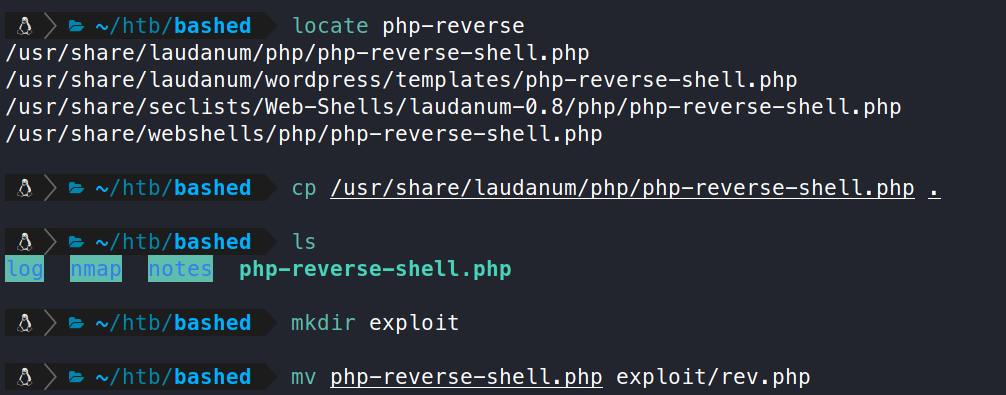 ~/htb/bashed locate php-reverse
/usr/share/laudanum/php/php-reverse-shell.php
/usr/share/laudanum/wordpress/templates/php-reverse-shell.php
/usr/share/seclists/Web-Shells/laudanum-0.8/php/php-reverse-shell.php
/usr/share/webshells/php/php-reverse-shell.php
~/htb/bashed cp /usr/share/laudanum/php/php-reverse-shell.php .
~/htb/bashed ls
log nmap notes php-reverse-shell.php
~/htb/bashed mkdir exploit
~/htb/bashed mv php-reverse-shell.php exploit/rev.php